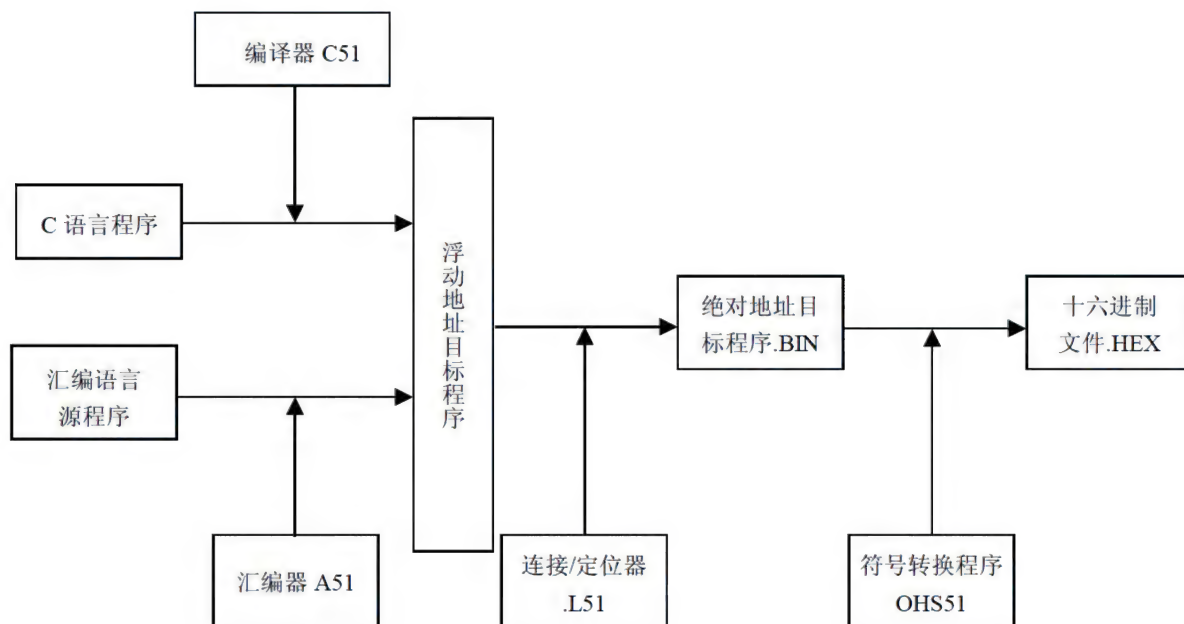 编译器 C51
C 语言程序
浮动地址目标程序
绝对地址目
标程序.BIN
十六进制
文件.HEX
汇编语言
源程序
汇编器 A51
连接/定位器
.L51
符号转换程序
OHS51